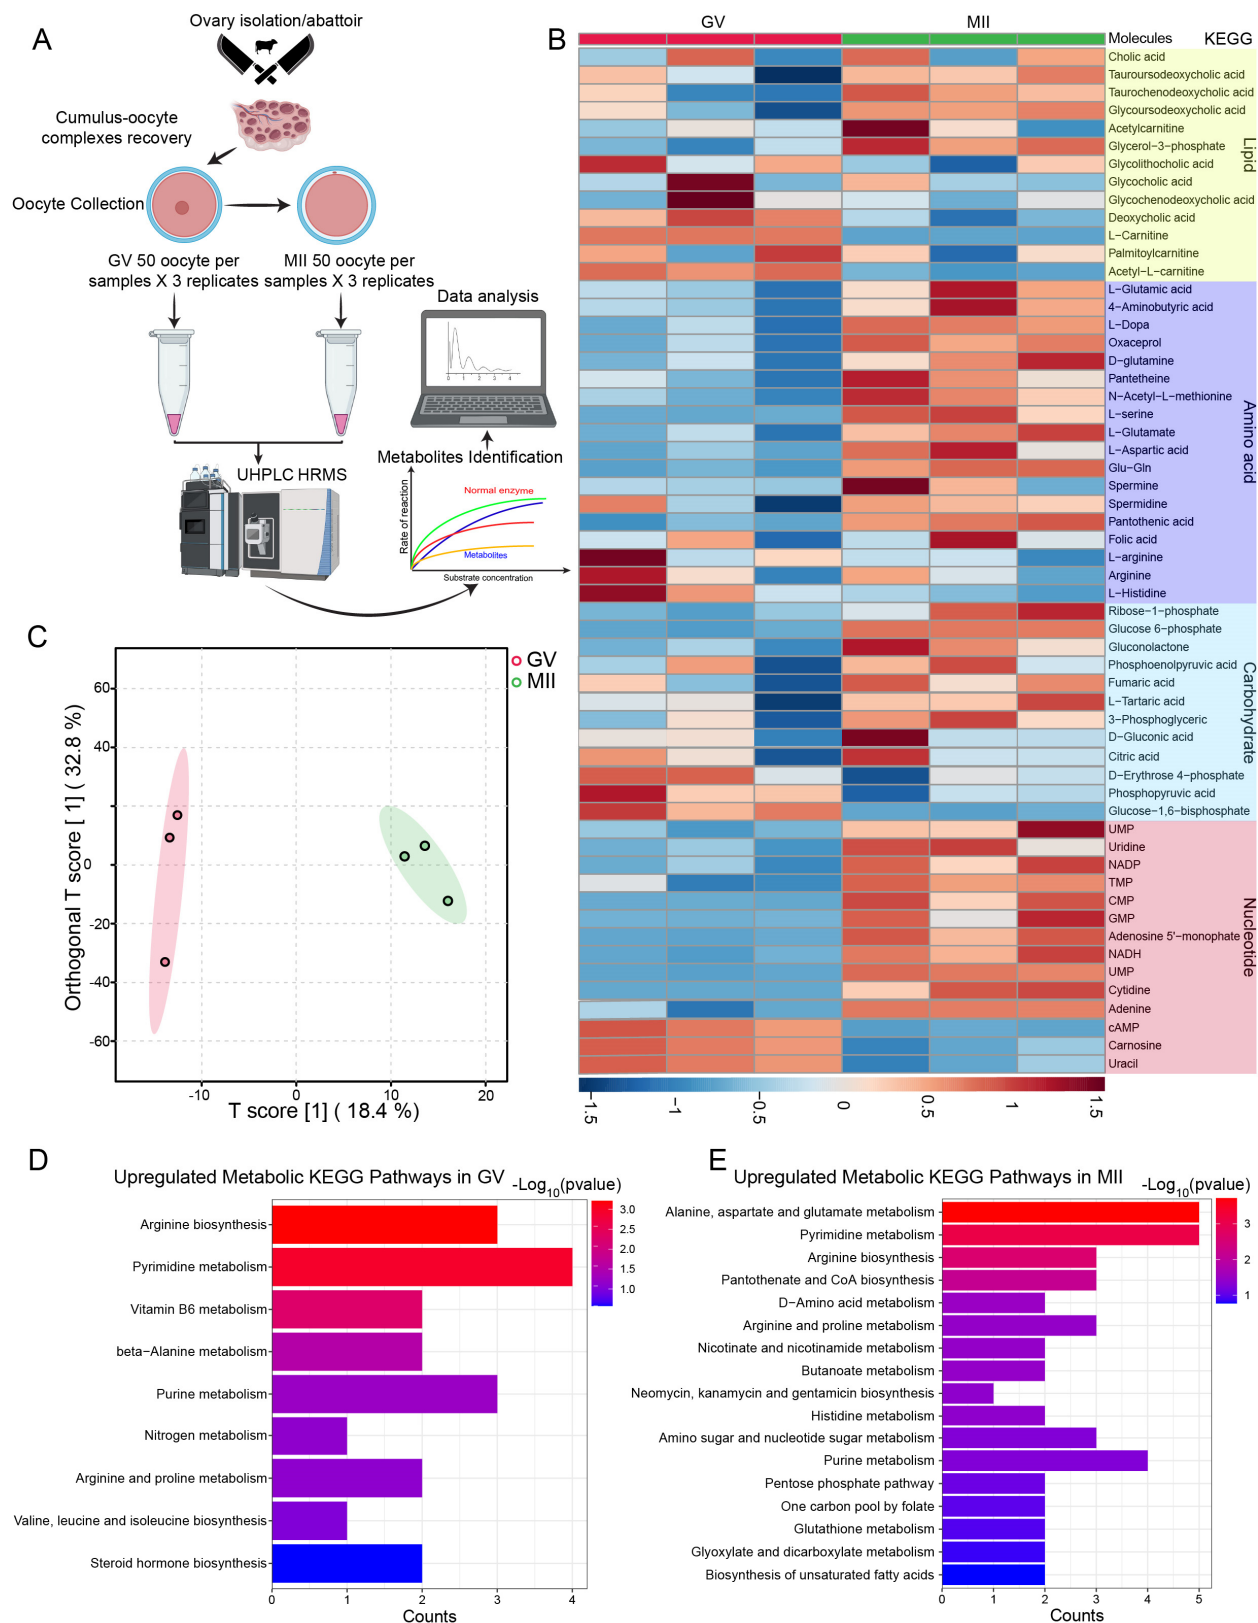 A
Ovary isolation/abattoir
Cumulus-oocyte
complexes recovery
Oocyte Collection
GV 50 oocyte per
samples X 3 replicates
MII 50 oocyte per
samples X 3 replicates
UHPLC HRMS
Data analysis
0 1 2 3 4
Metabolites Identification
Rate of reaction
Normal enzyme
Metabolites
Substrate concentration
B
GV
MII
Molecules
KEGG
Cholic acid
Tauroursodeoxycholic acid
Taurochenodeoxycholic acid
Glycoursodeoxycholic acid
Acetylcarnitine
Glycerol−3−phosphate
Glycolithocholic acid
Glycocholic acid
Glycochenodeoxycholic acid
Deoxycholic acid
L−Carnitine
Palmitoylcarnitine
Acetyl−L−carnitine
Lipid
L−Glutamic acid
4−Aminobutyric acid
L−Dopa
Oxaceprol
D−glutamine
Pantetheine
N−Acetyl−L−methionine
L−serine
L−Glutamate
L−Aspartic acid
Glu−Gln
Spermine
Spermidine
Pantothenic acid
Folic acid
L−arginine
Arginine
L−Histidine
Amino acid
Ribose−1−phosphate
Glucose 6−phosphate
Gluconolactone
Phosphoenolpyruvic acid
Fumaric acid
L−Tartaric acid
3−Phosphoglyceric
D−Gluconic acid
Citric acid
D−Erythrose 4−phosphate
Phosphopyruvic acid
Glucose−1,6−bisphosphate
Carbohydrate
UMP
Uridine
NADP
TMP
CMP
GMP
Adenosine 5'−monophate
NADH
UMP
Cytidine
Adenine
cAMP
Carnosine
Uracil
Nucleotide
−1.5 −1 −0.5 0 0.5 1 1.5
C
GV
MII
Orthogonal T score [ 1] ( 32.8 %)
60
40
0
-20
-40
-60
-10 0 10 20
T score [1] ( 18.4 %)
D
Upregulated Metabolic KEGG Pathways in GV
-Log10(pvalue)
3.0
2.5
2.0
1.5
1.0
Arginine biosynthesis
Pyrimidine metabolism
Vitamin B6 metabolism
beta−Alanine metabolism
Purine metabolism
Nitrogen metabolism
Arginine and proline metabolism
Valine, leucine and isoleucine biosynthesis
Steroid hormone biosynthesis
0 1 2 3 4
Counts
E
Upregulated Metabolic KEGG Pathways in MII
-Log10(pvalue)
3
2
1
Alanine, aspartate and glutamate metabolism
Pyrimidine metabolism
Arginine biosynthesis
Pantothenate and CoA biosynthesis
D−Amino acid metabolism
Arginine and proline metabolism
Nicotinate and nicotinamide metabolism
Butanoate metabolism
Neomycin, kanamycin and gentamicin biosynthesis
Histidine metabolism
Amino sugar and nucleotide sugar metabolism
Purine metabolism
Pentose phosphate pathway
One carbon pool by folate
Glutathione metabolism
Glyoxylate and dicarboxylate metabolism
Biosynthesis of unsaturated fatty acids
0 1 2 3 4 5
Counts